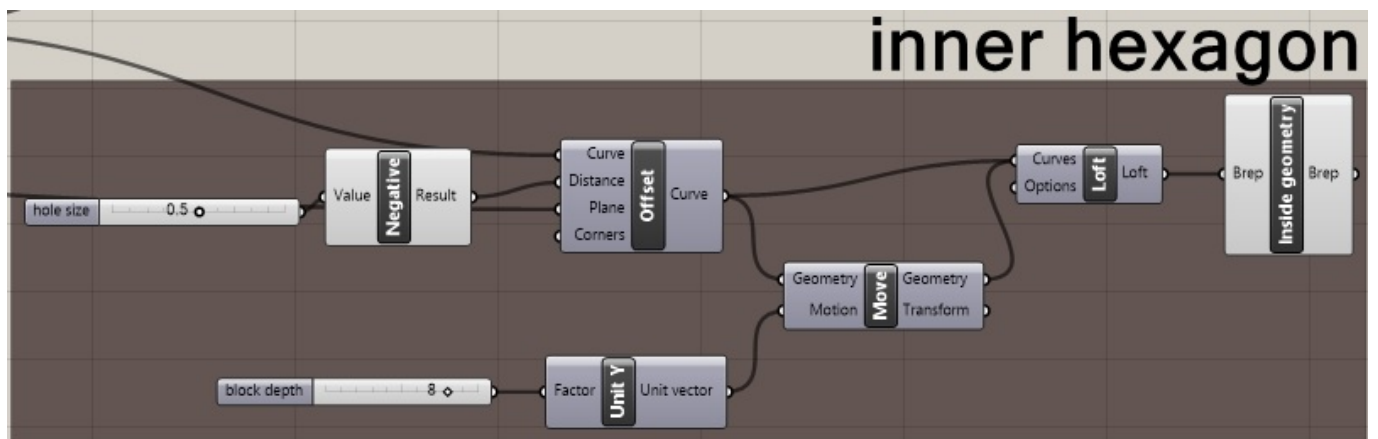 inner hexagon
hole size
0.5
Value
Negative
Result
Curve
Distance
Plane
Corners
Offset
Curve
Curves
Options
Loft
Loft
Brep
Inside geometry
Brep
Geometry
Motion
Move
Geometry
Transform
block depth
8
Factor
Unit Y
Unit vector